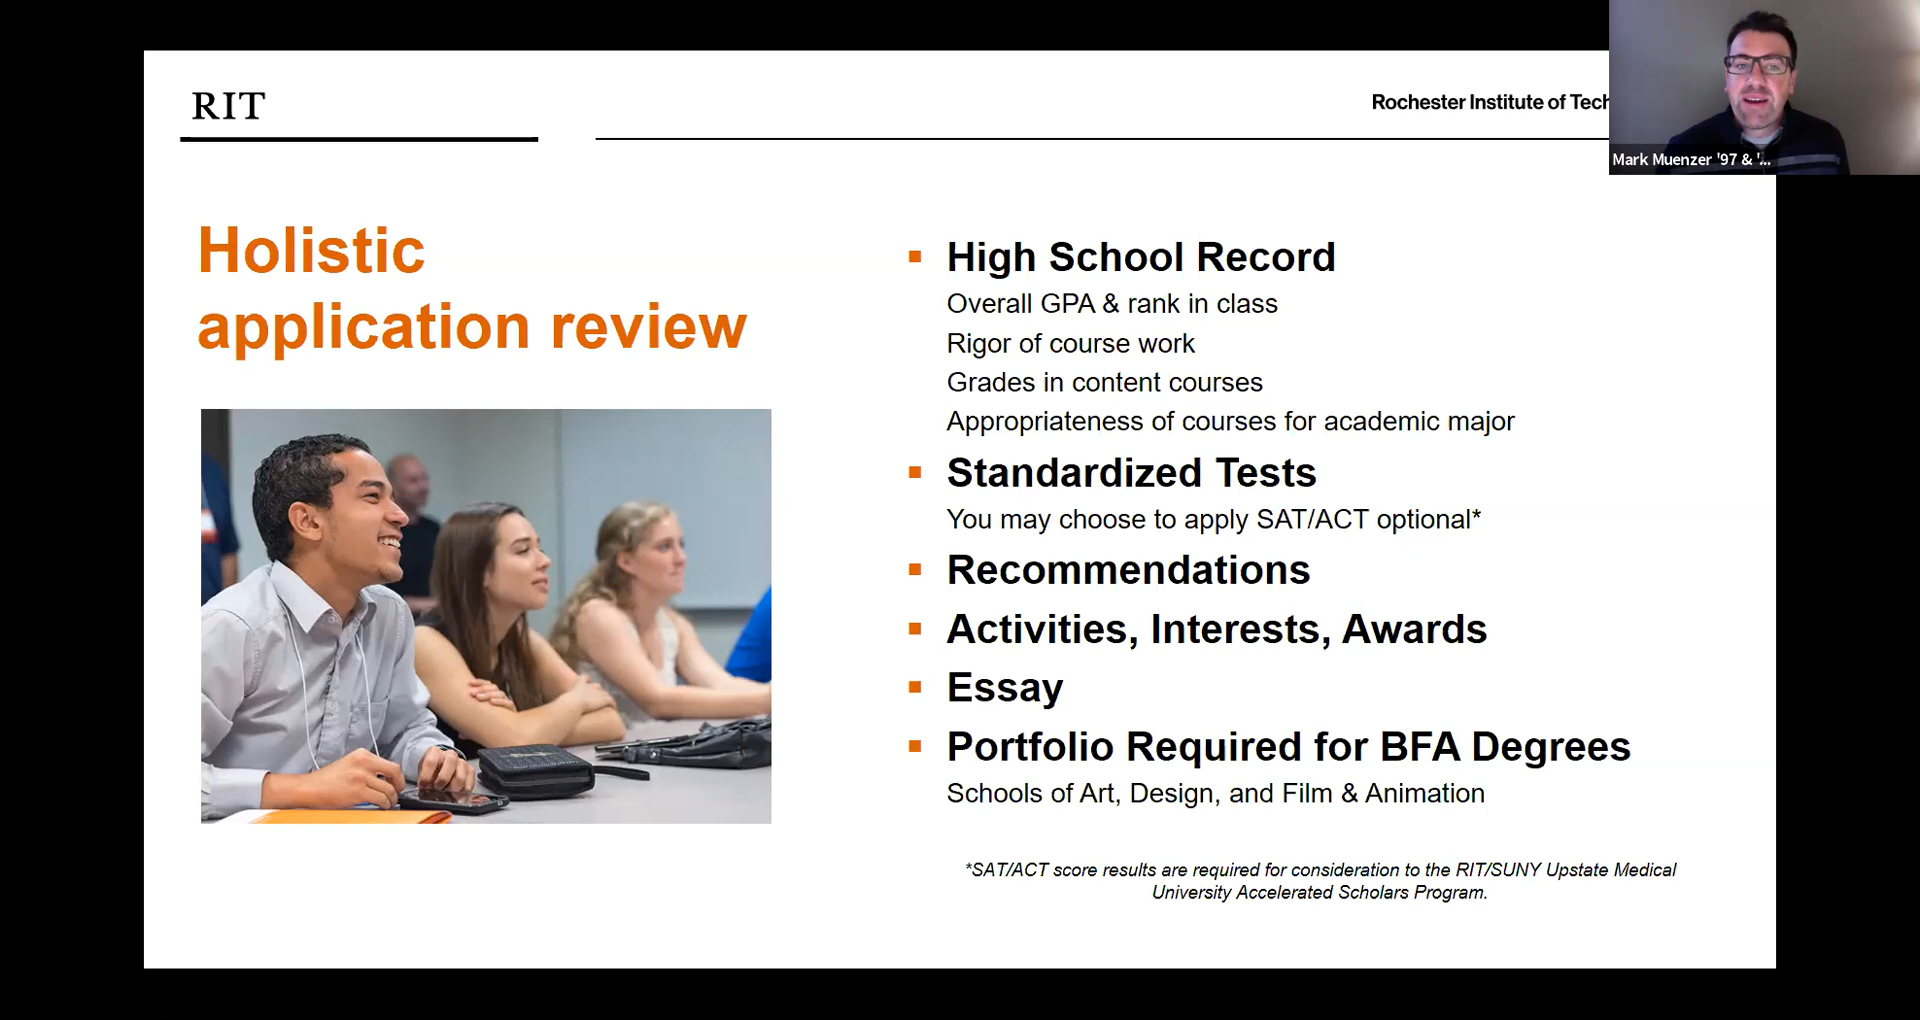 RIT
Rochester Institute of Tech
Mark Muenzer '97 & '...
Holistic
application review
High School Record
Overall GPA & rank in class
Rigor of course work
Grades in content courses
Appropriateness of courses for academic major
Standardized Tests
You may choose to apply SAT/ACT optional*
Recommendations
Activities, Interests, Awards
Essay
Portfolio Required for BFA Degrees
Schools of Art, Design, and Film & Animation
*SAT/ACT score results are required for consideration to the RIT/SUNY Upstate Medical
University Accelerated Scholars Program.